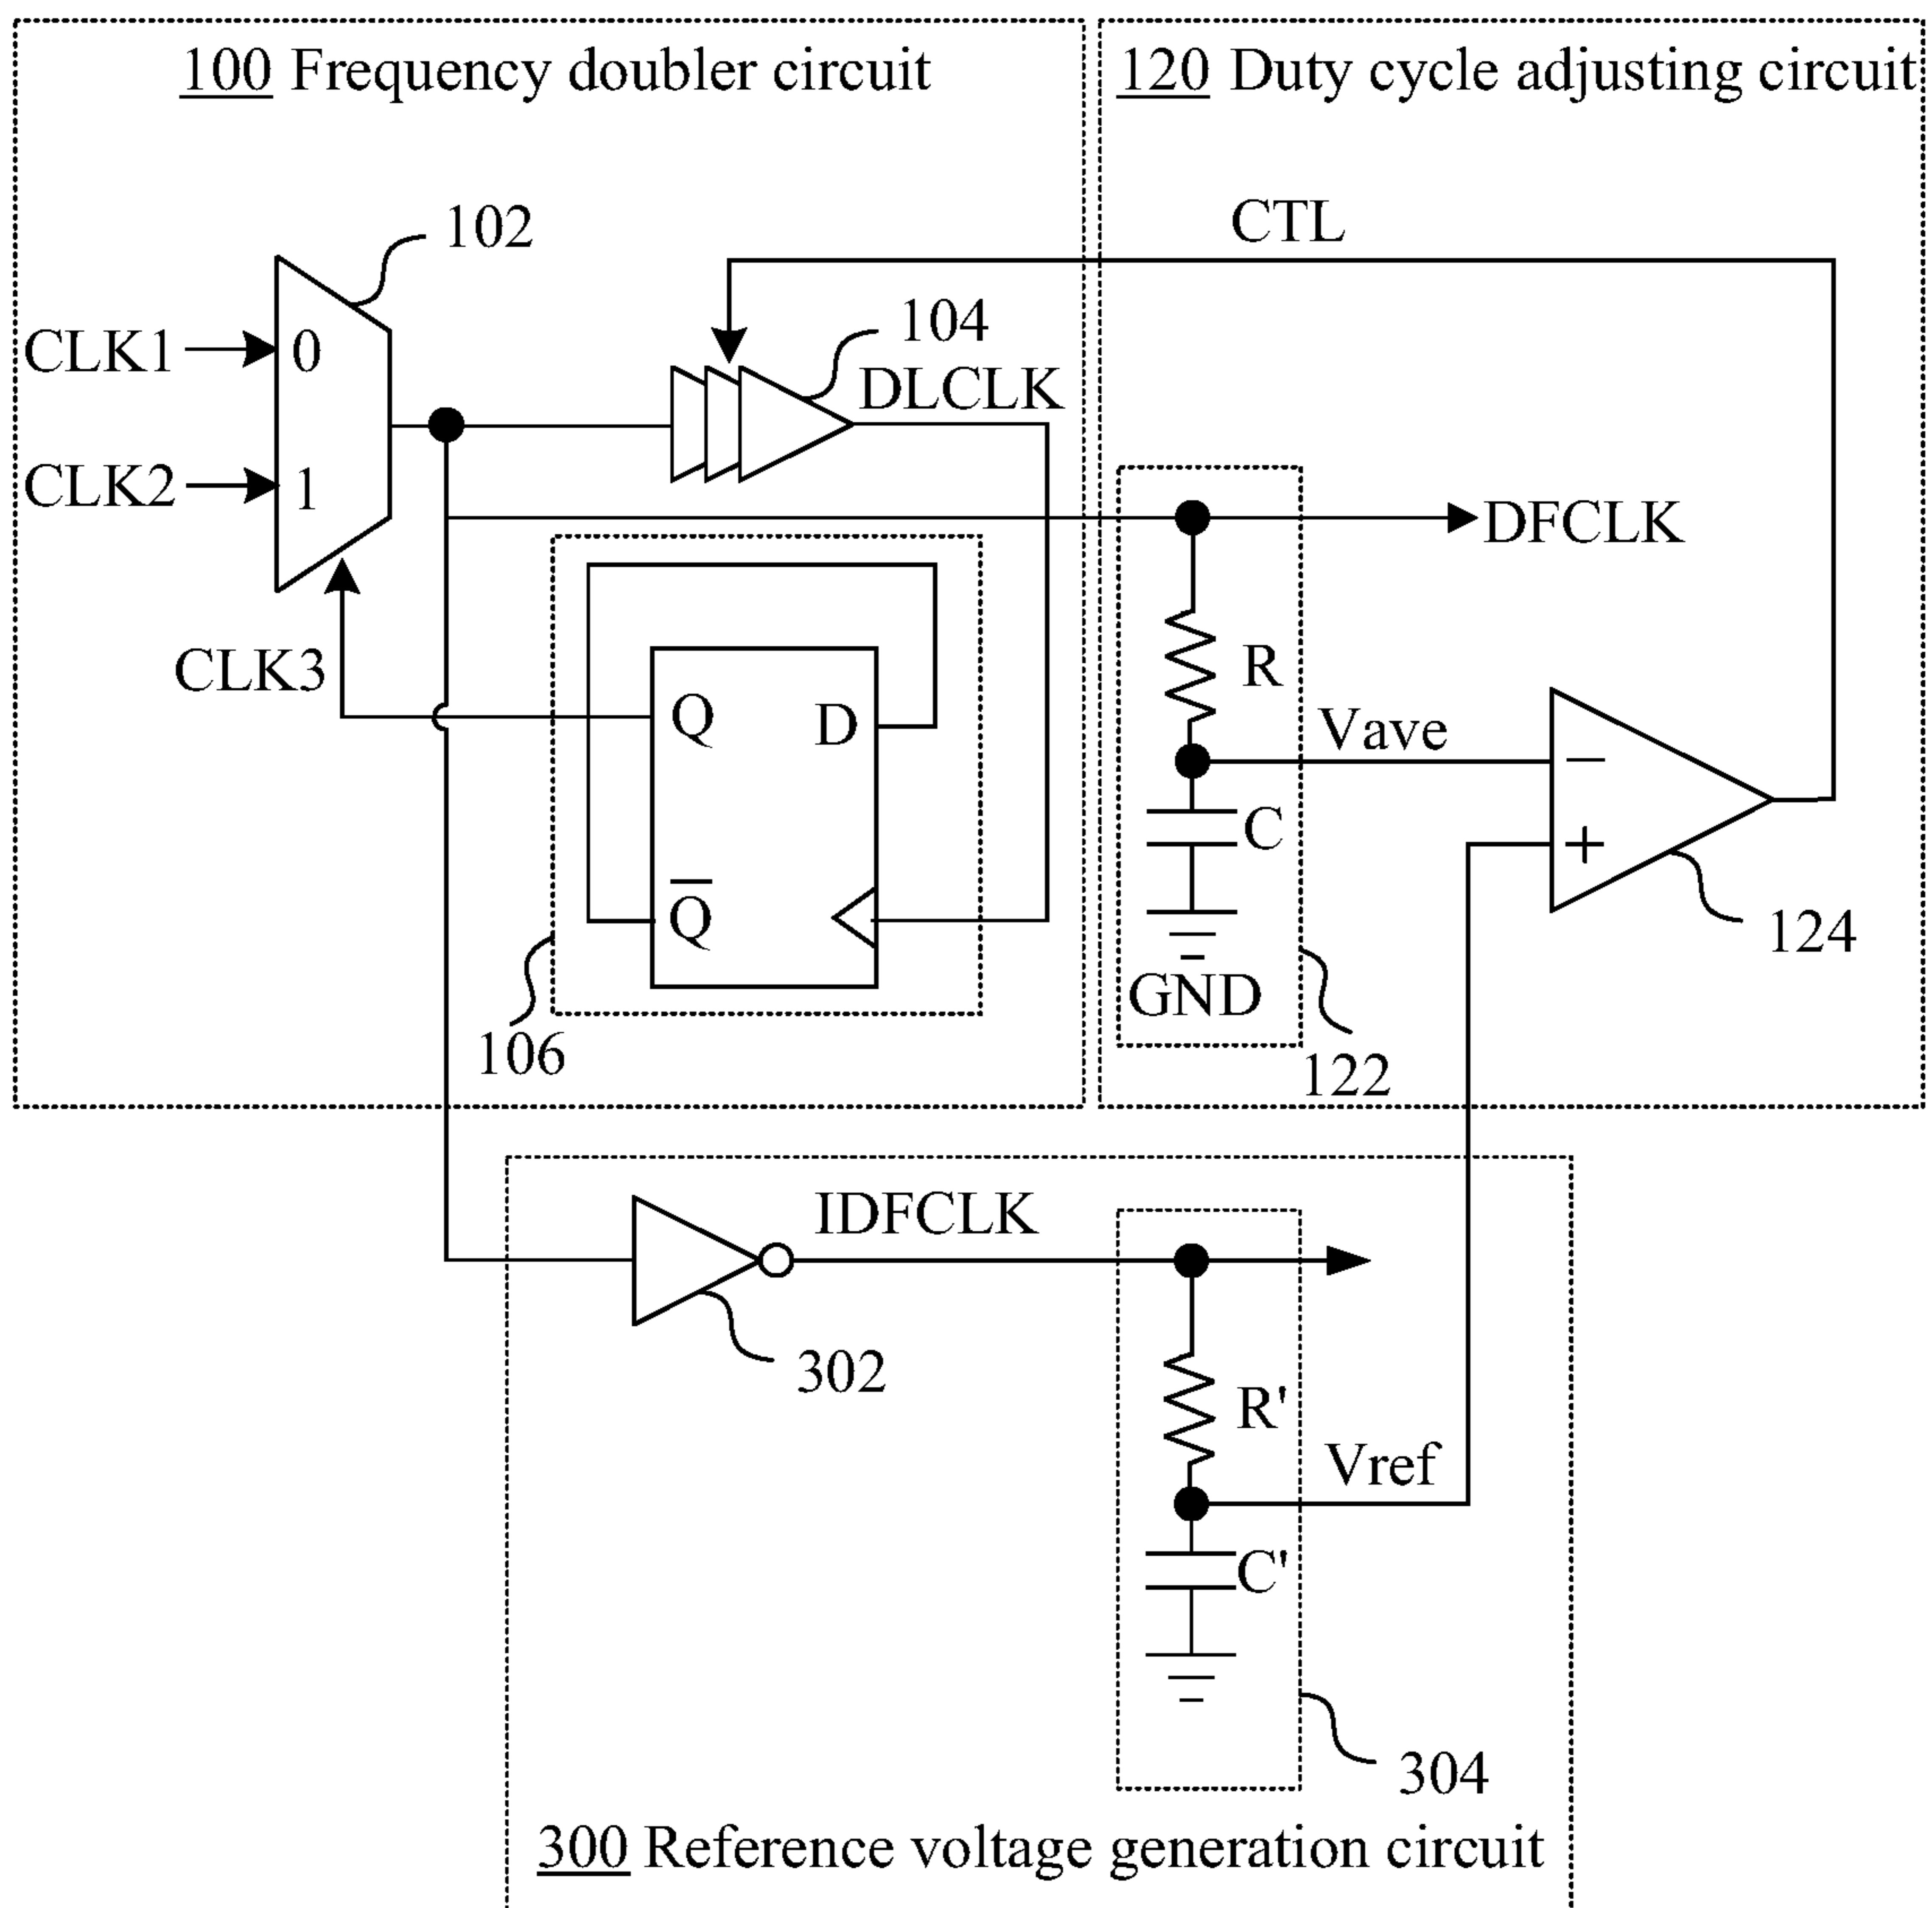 100 Frequency doubler circuit
120 Duty cycle adjusting circuit
CTL
102
104
CLK1
0
DLCLK
CLK2
1
DFCLK
CLK3
R
Q
D
Vave
−
C
+
Q
124
GND
106
122
IDFCLK
302
R'
Vref
C'
304
300 Reference voltage generation circuit